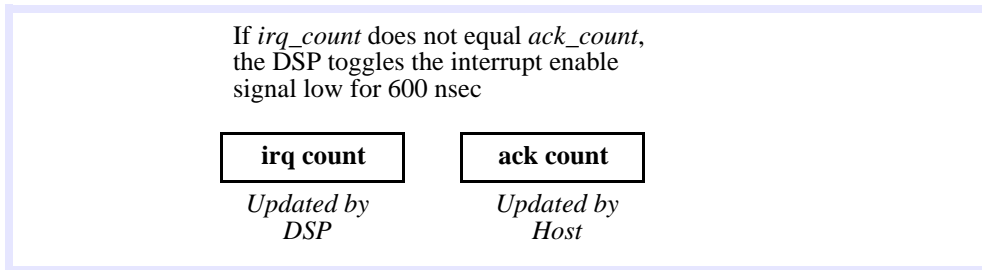 If irq_count does not equal ack_count,
the DSP toggles the interrupt enable
signal low for 600 nsec
irq count
ack count
Updated by
DSP
Updated by
Host